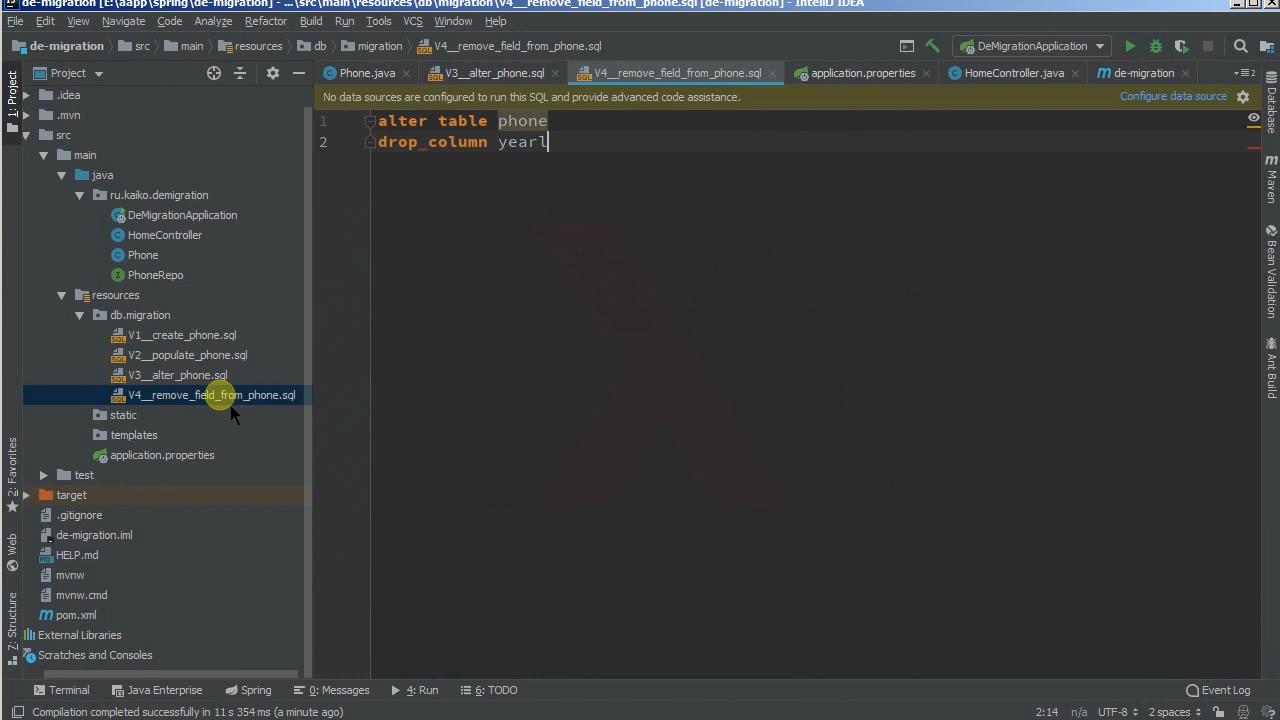 de-migration [E:\aapp\spring\de-migration] - ...\src\main\resources\db\migration\V4__remove_field_from_phone.sql [de-migration] - IntelliJ IDEA
File Edit View Navigate Code Analyze Refactor Build Run Tools VCS Window Help
de-migration src main resources db migration V4__remove_field_from_phone.sql DeMigrationApplication
Project Phone.java V3__alter_phone.sql V4__remove_field_from_phone.sql application.properties HomeController.java de-migration
1: Project
.idea
.mvn
src
main
java
ru.kaiko.demigration
DeMigrationApplication
HomeController
Phone
PhoneRepo
resources
db.migration
V1__create_phone.sql
V2__populate_phone.sql
V3__alter_phone.sql
V4__remove_field_from_phone.sql
static
templates
application.properties
test
target
.gitignore
de-migration.iml
HELP.md
mvnw
mvnw.cmd
pom.xml
External Libraries
Scratches and Consoles
2: Favorites
Web
Z: Structure
No data sources are configured to run this SQL and provide advanced code assistance. Configure data source
1 alter table phone
2 drop column yearl
Database
Maven
Bean Validation
Ant Build
Terminal Java Enterprise Spring 0: Messages 4: Run 6: TODO Event Log
Compilation completed successfully in 11 s 354 ms (a minute ago) 2:14 n/a UTF-8 2 spaces